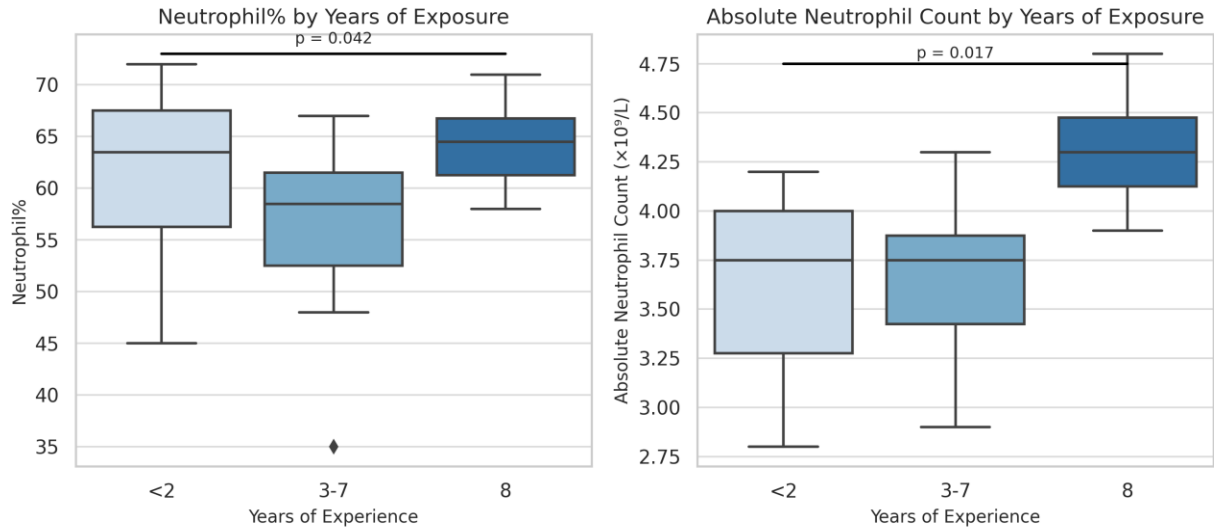 Neutrophil% by Years of Exposure
p = 0.042
Neutrophil%
70
65
60
55
50
45
40
35
<2
3-7
8
Years of Experience
Absolute Neutrophil Count by Years of Exposure
p = 0.017
Absolute Neutrophil Count (×10⁹/L)
4.75
4.50
4.25
4.00
3.75
3.50
3.25
3.00
2.75
<2
3-7
8
Years of Experience